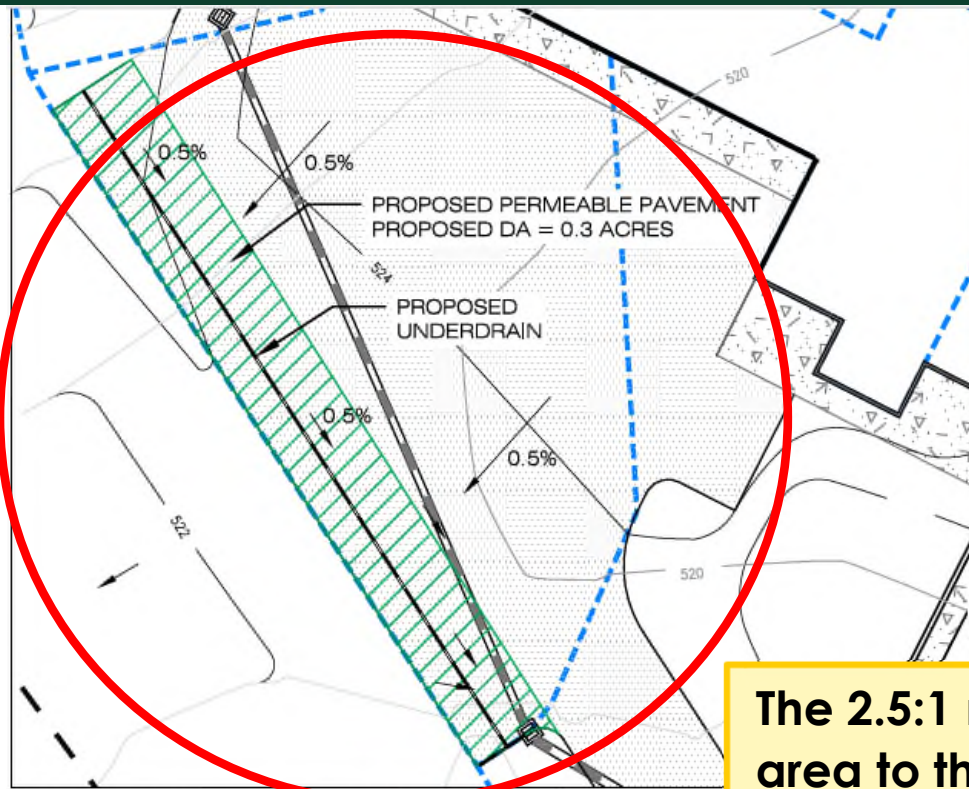 520
0.5%
0.5%
PROPOSED PERMEABLE PAVEMENT
PROPOSED DA = 0.3 ACRES
524
PROPOSED
UNDERDRAIN
0.5%
0.5%
522
520
The 2.5:1
area to th